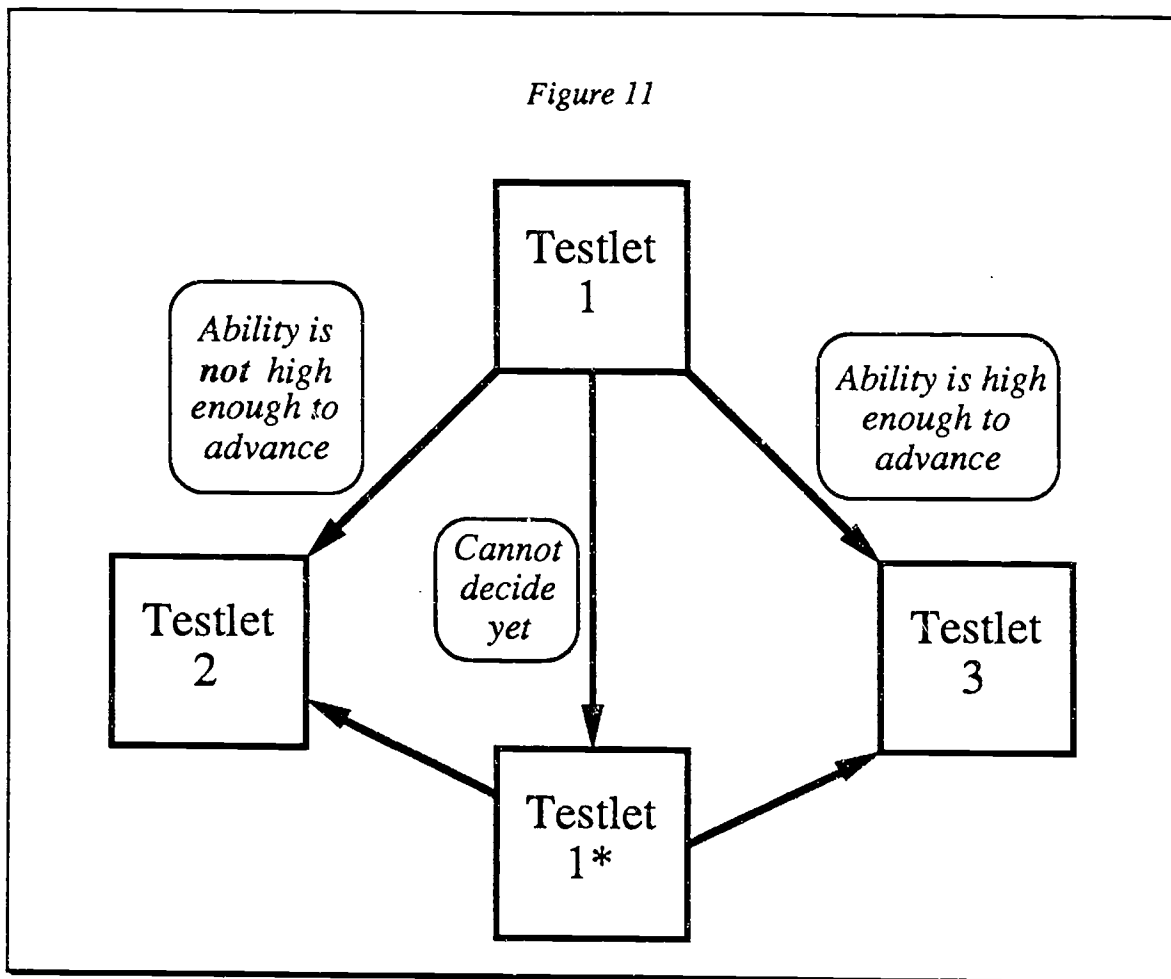 Figure 11
Testlet
1
Ability is
not high
enough to
advance
Ability is high
enough to
advance
Cannot
decide
yet
Testlet
2
Testlet
3
Testlet
1*